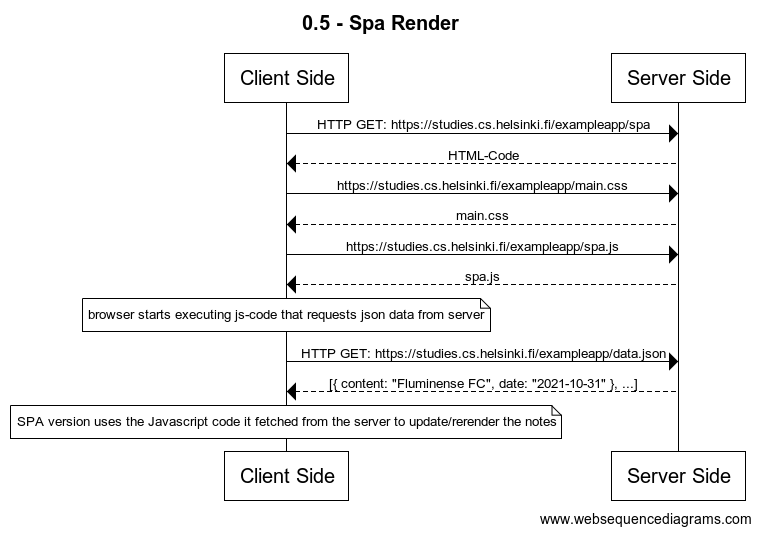 0.5 - Spa Render
Client Side
Server Side
HTTP GET: https://studies.cs.helsinki.fi/exampleapp/spa
HTML-Code
https://studies.cs.helsinki.fi/exampleapp/main.css
main.css
https://studies.cs.helsinki.fi/exampleapp/spa.js
spa.js
browser starts executing js-code that requests json data from server
HTTP GET: https://studies.cs.helsinki.fi/exampleapp/data.json
[{ content: "Fluminense FC", date: "2021-10-31" }, ...]
SPA version uses the Javascript code it fetched from the server to update/rerender the notes
Client Side
Server Side
www.websequencediagrams.com